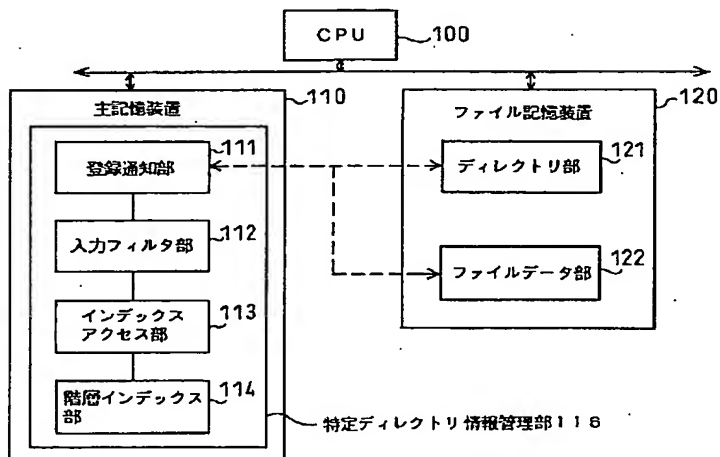 CPU
100
主記憶装置
110
ファイル記憶装置
120
登録通知部
111
ディレクトリ部
121
入力フィルタ部
112
ファイルデータ部
122
インデックス
アクセス部
113
階層インデックス
部
114
特定ディレクトリ情報管理部116